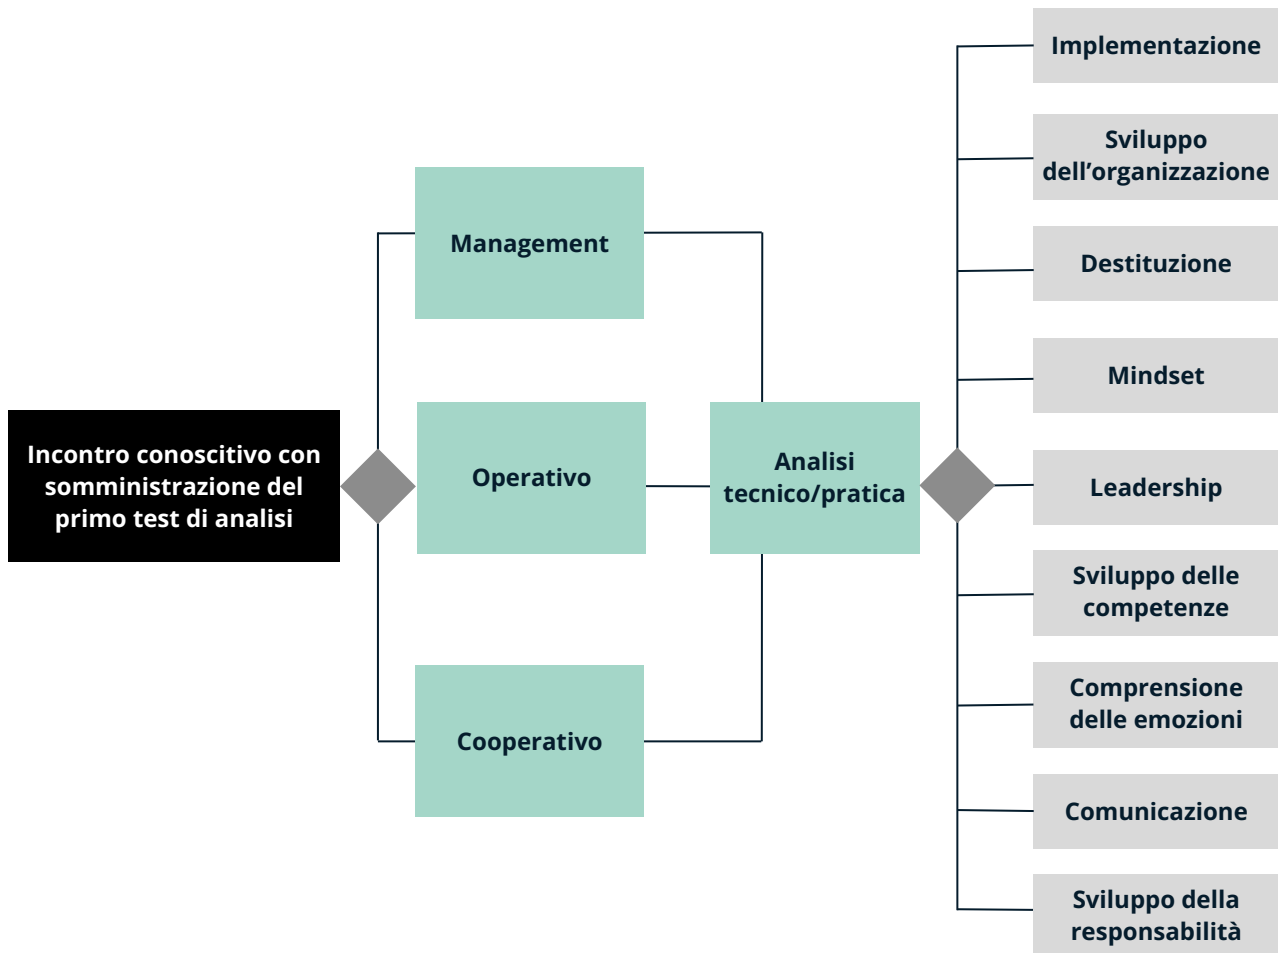 Incontro conoscitivo con
somministrazione del
primo test di analisi
Management
Operativo
Cooperativo
Analisi
tecnico/pratica
Implementazione
Sviluppo
dell’organizzazione
Destituzione
Mindset
Leadership
Sviluppo delle
competenze
Comprensione
delle emozioni
Comunicazione
Sviluppo della
responsabilità